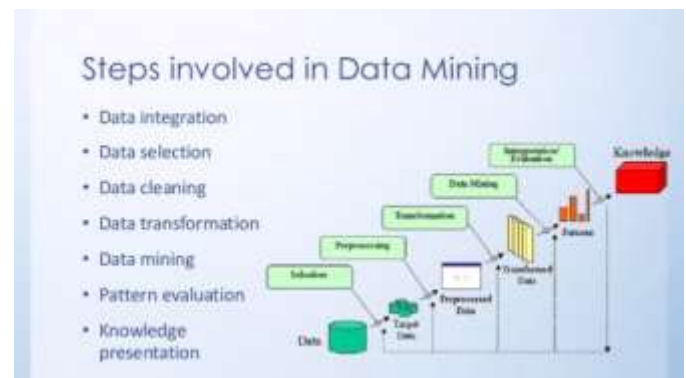 Steps involved in Data Mining
• Data integration
• Data selection
• Data cleaning
• Data transformation
• Data mining
• Pattern evaluation
• Knowledge
presentation
Interpretation/
Evaluation
Knowledge
Data Mining
Transformation
Patterns
Preprocessing
Transformed
Data
Selection
Preprocessed
Data
Target
Data
Data